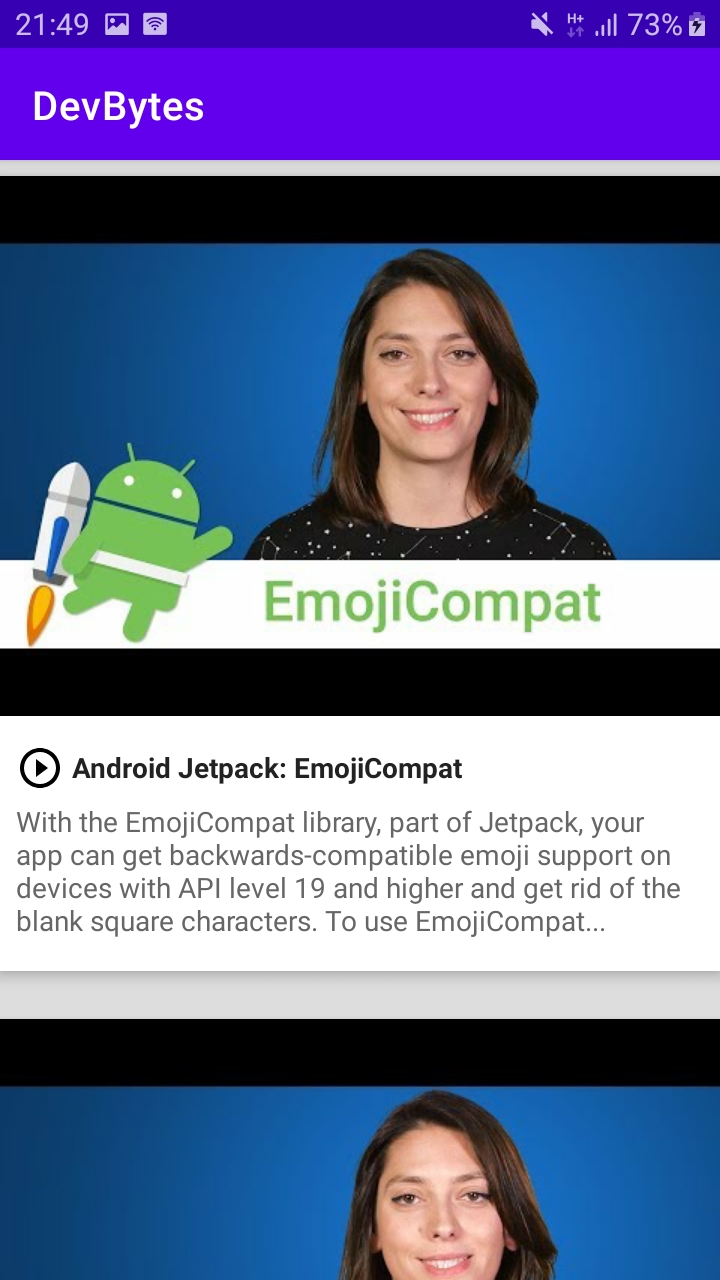 21:49
H+
73%
DevBytes
EmojiCompat
Android Jetpack: EmojiCompat
With the EmojiCompat library, part of Jetpack, your
app can get backwards-compatible emoji support on
devices with API level 19 and higher and get rid of the
blank square characters. To use EmojiCompat...